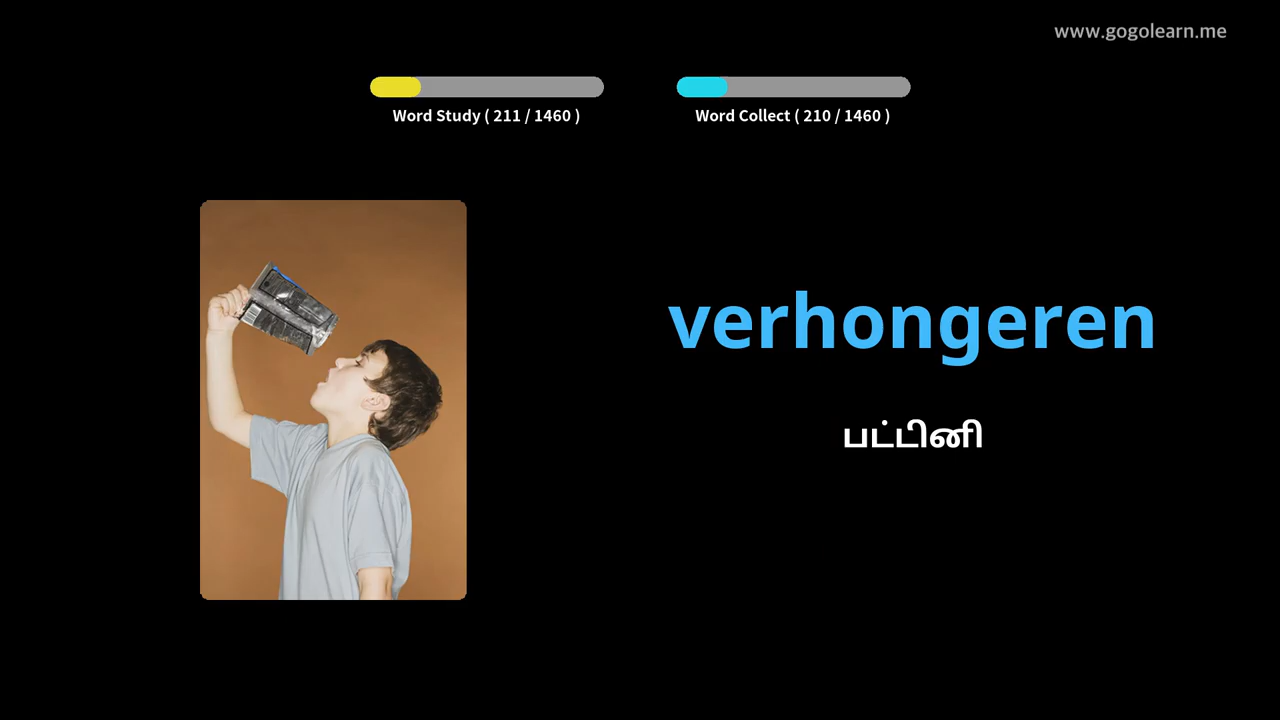 www.gogolearn.me
Word Study ( 211 / 1460 )
Word Collect ( 210 / 1460 )
verhongeren
பட்டினி